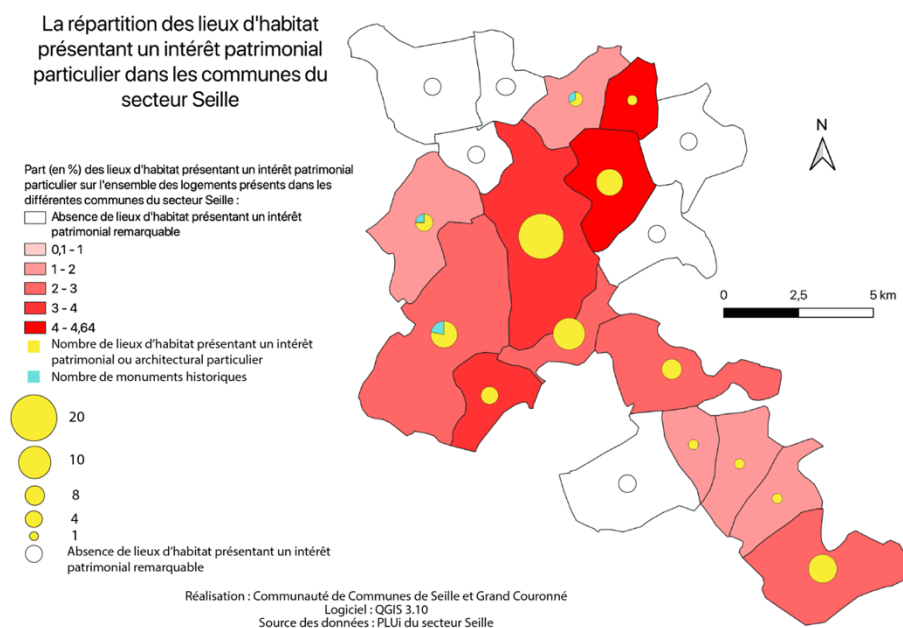 La répartition des lieux d'habitat
présentant un intérêt patrimonial
particulier dans les communes du
secteur Seille
Part (en %) des lieux d'habitat présentant un intérêt patrimonial
particulier sur l'ensemble des logements présents dans les
différentes communes du secteur Seille :
Absence de lieux d'habitat présentant un intérêt
patrimonial remarquable
0,1 - 1
1 - 2
2 - 3
3 - 4
4 - 4,64
Nombre de lieux d'habitat présentant un intérêt
patrimonial ou architectural particulier
Nombre de monuments historiques
20
10
8
4
1
Absence de lieux d'habitat présentant un intérêt
patrimonial remarquable
N
0 2,5 5 km
Réalisation : Communauté de Communes de Seille et Grand Couronné
Logiciel : QGIS 3.10
Source des données : PLUi du secteur Seille